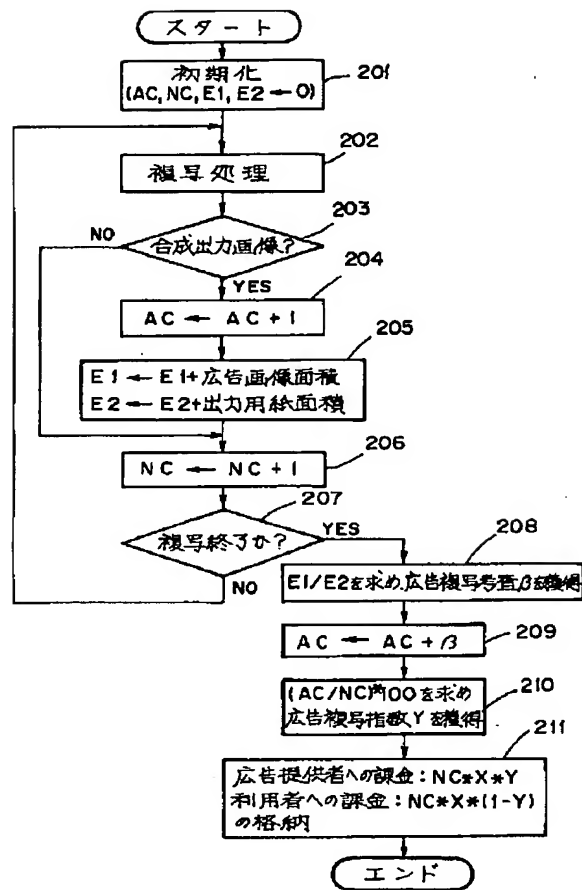 スタート
201
初期化
(AC, NC, E1, E2 ← 0)
202
複写処理
203
合成出力画像?
NO
YES
204
AC ← AC + 1
205
E1 ← E1+広告画像面積
E2 ← E2+出力用紙面積
206
NC ← NC + 1
207
複写終了か?
YES
NO
208
E1/E2を求め、広告複写考査βを獲得
209
AC ← AC + β
210
(AC/NC)*100を求め
広告複写指数Yを獲得
211
広告提供者への課金:NC*X*Y
利用者への課金:NC*X*(1-Y)
の格納
エンド